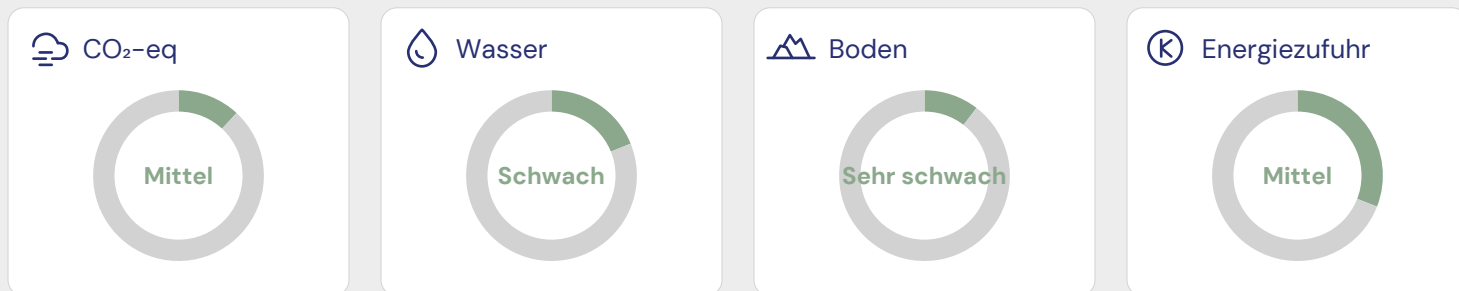 CO₂-eq
Mittel
Wasser
Schwach
Boden
Sehr schwach
Energiezufuhr
Mittel